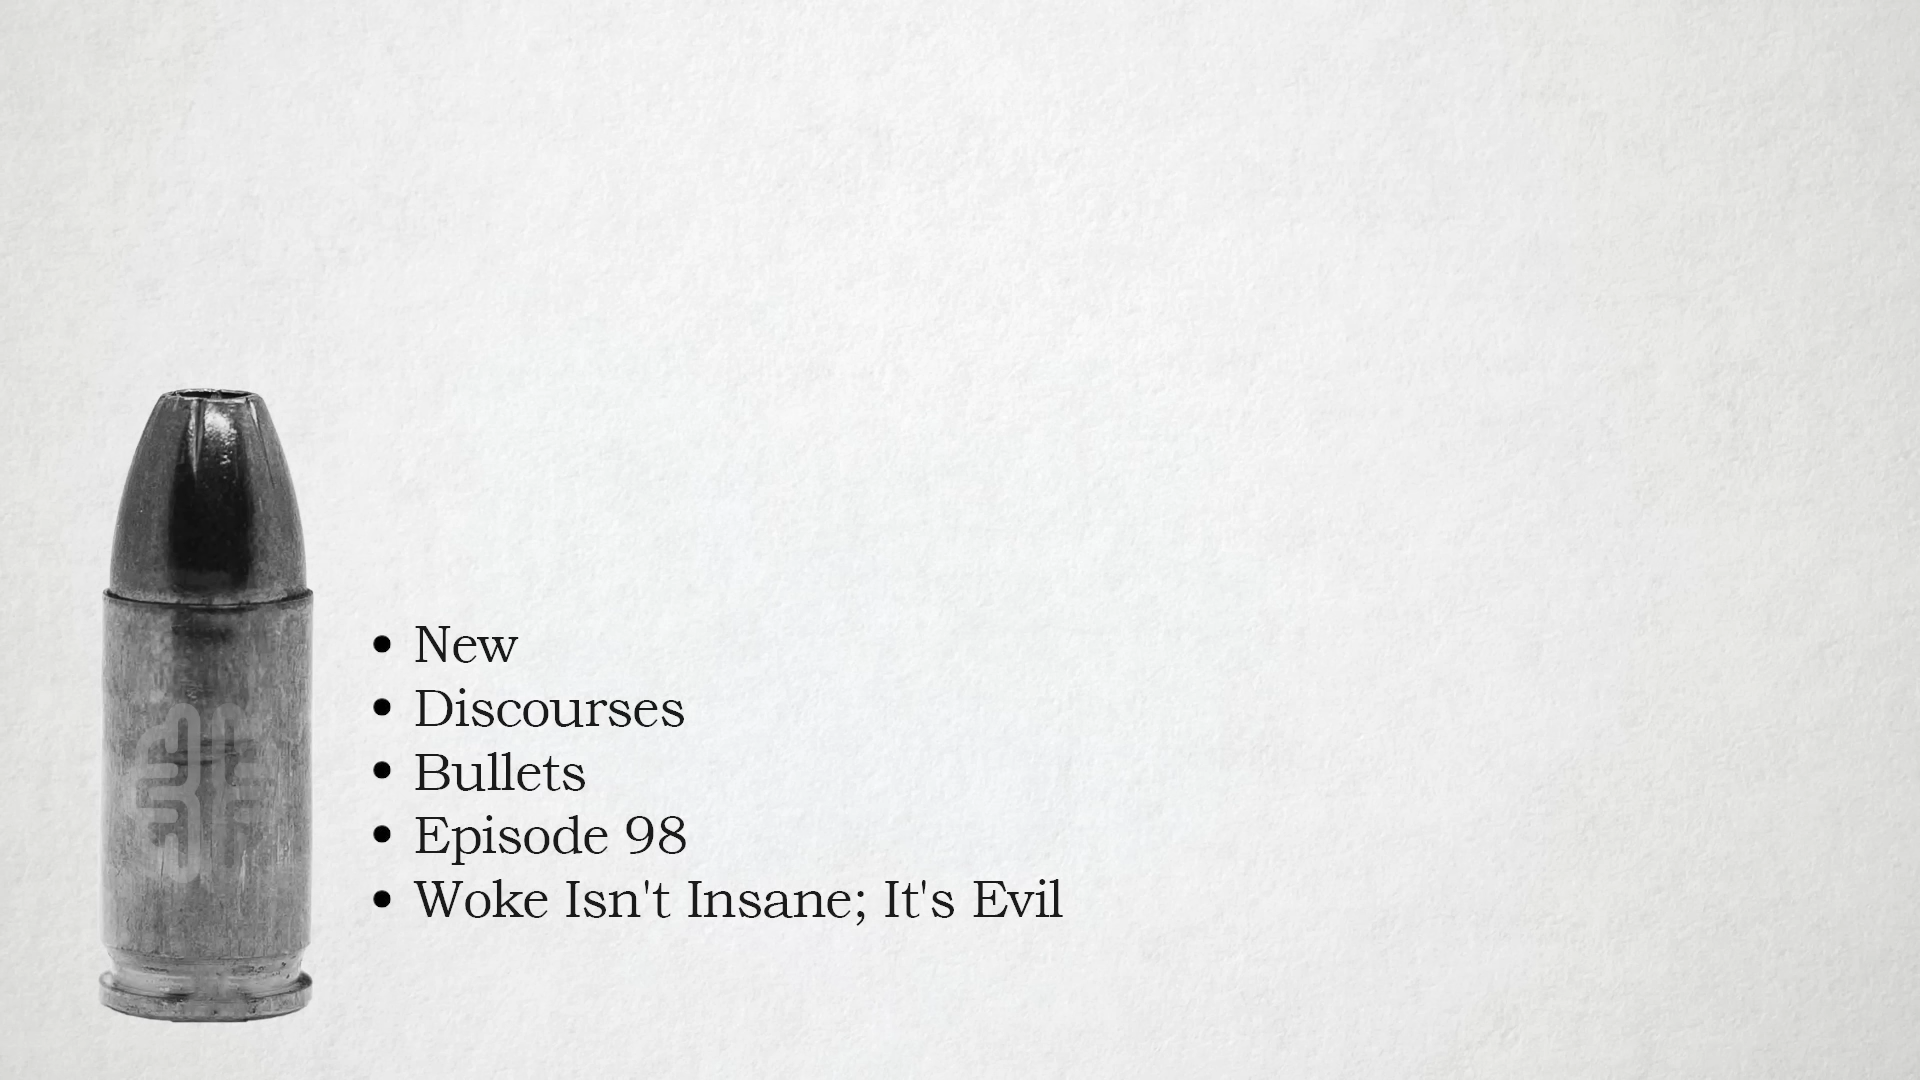 • New
• Discourses
• Bullets
• Episode 98
• Woke Isn't Insane; It's Evil